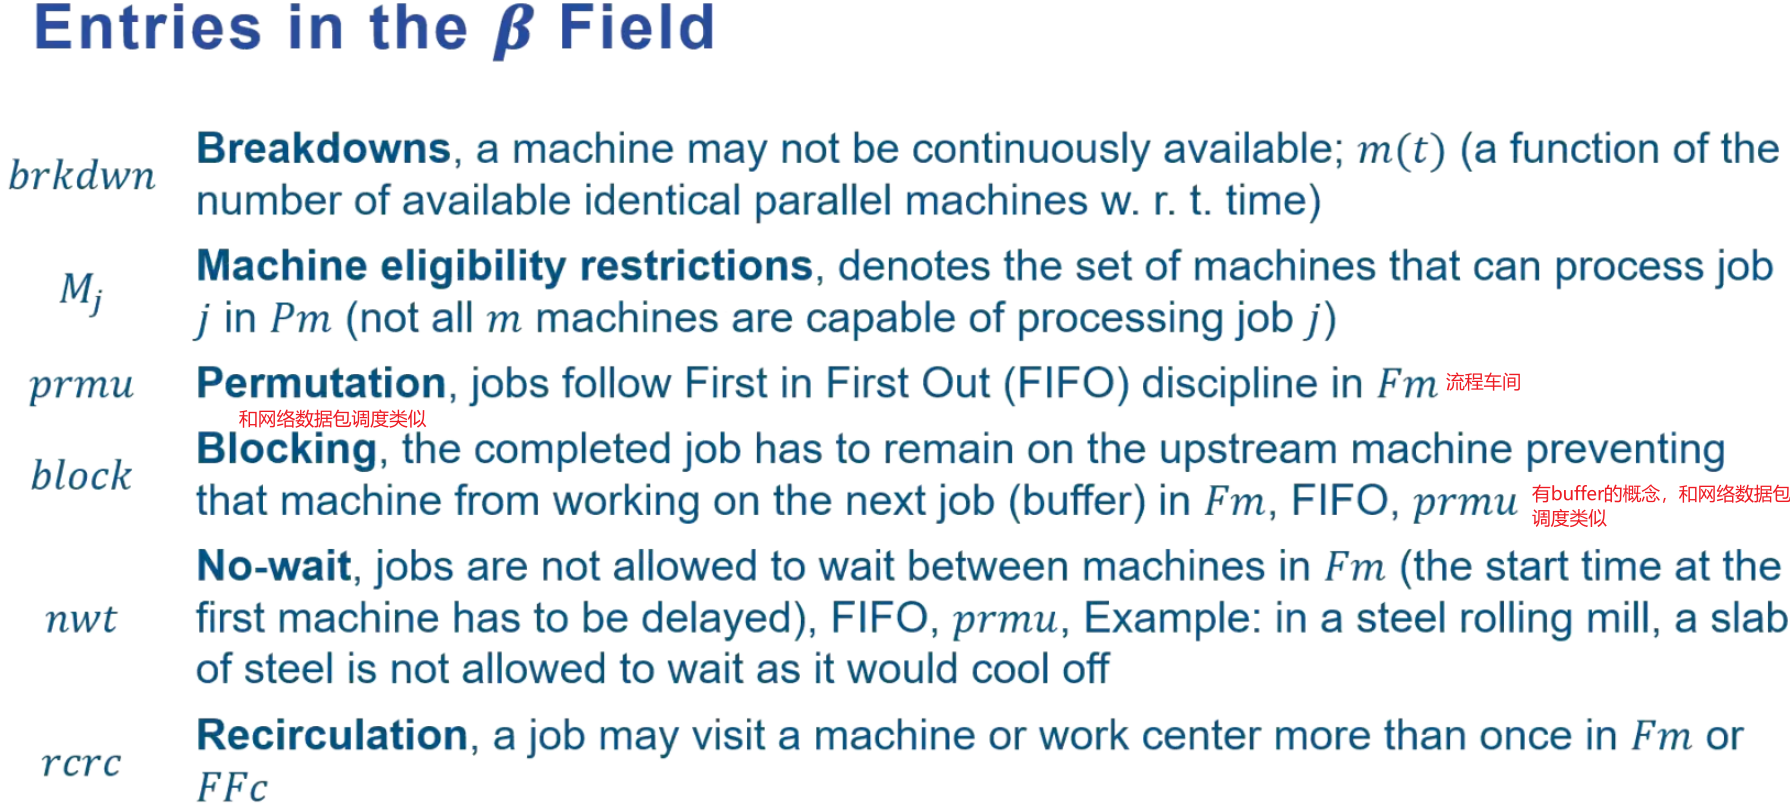 Entries in the β Field
brkdwn
Breakdowns, a machine may not be continuously available; m(t) (a function of the
number of available identical parallel machines w. r. t. time)
Mj
Machine eligibility restrictions, denotes the set of machines that can process job
j in Pm (not all m machines are capable of processing job j)
prmu
Permutation, jobs follow First in First Out (FIFO) discipline in Fm 流程车间
和网络数据包调度类似
block
Blocking, the completed job has to remain on the upstream machine preventing
that machine from working on the next job (buffer) in Fm, FIFO, prmu
有buffer的概念，和网络数据包
调度类似
nwt
No-wait, jobs are not allowed to wait between machines in Fm (the start time at the
first machine has to be delayed), FIFO, prmu, Example: in a steel rolling mill, a slab
of steel is not allowed to wait as it would cool off
rcrc
Recirculation, a job may visit a machine or work center more than once in Fm or
FFc